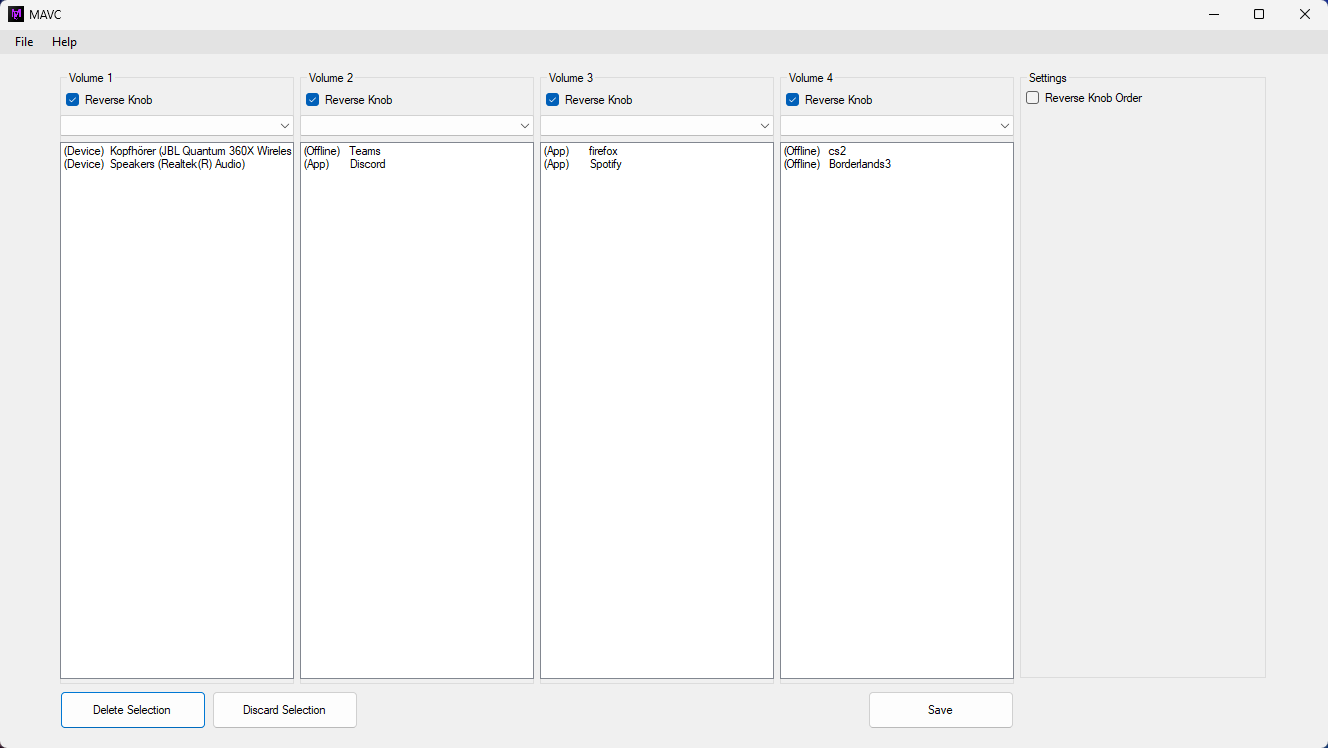 MAVC
File Help
Volume 1
Reverse Knob
(Device) Kopfhörer (JBL Quantum 360X Wireles
(Device) Speakers (Realtek(R) Audio)
Volume 2
Reverse Knob
(Offline) Teams
(App) Discord
Volume 3
Reverse Knob
(App) firefox
(App) Spotify
Volume 4
Reverse Knob
(Offline) cs2
(Offline) Borderlands3
Settings
Reverse Knob Order
Delete Selection
Discard Selection
Save